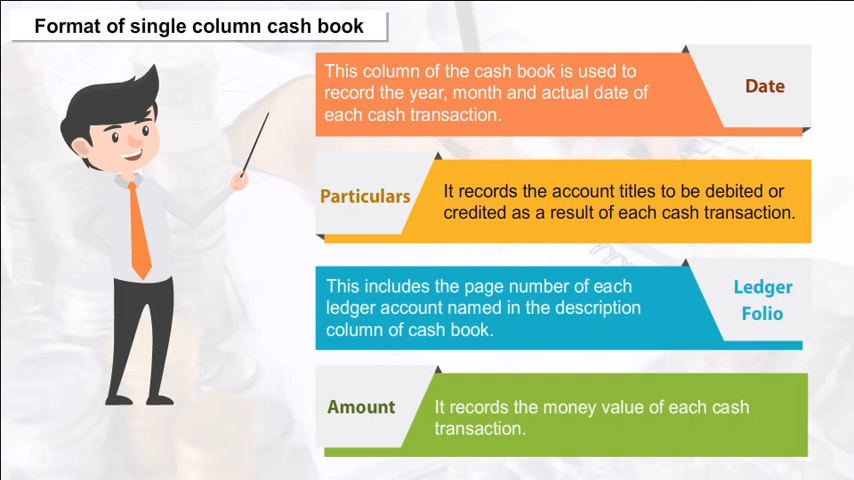 Format of single column cash book
This column of the cash book is used to
record the year, month and actual date of
each cash transaction.
Date
Particulars
It records the account titles to be debited or
credited as a result of each cash transaction.
This includes the page number of each
ledger account named in the description
column of cash book.
Ledger
Folio
Amount
It records the money value of each cash
transaction.